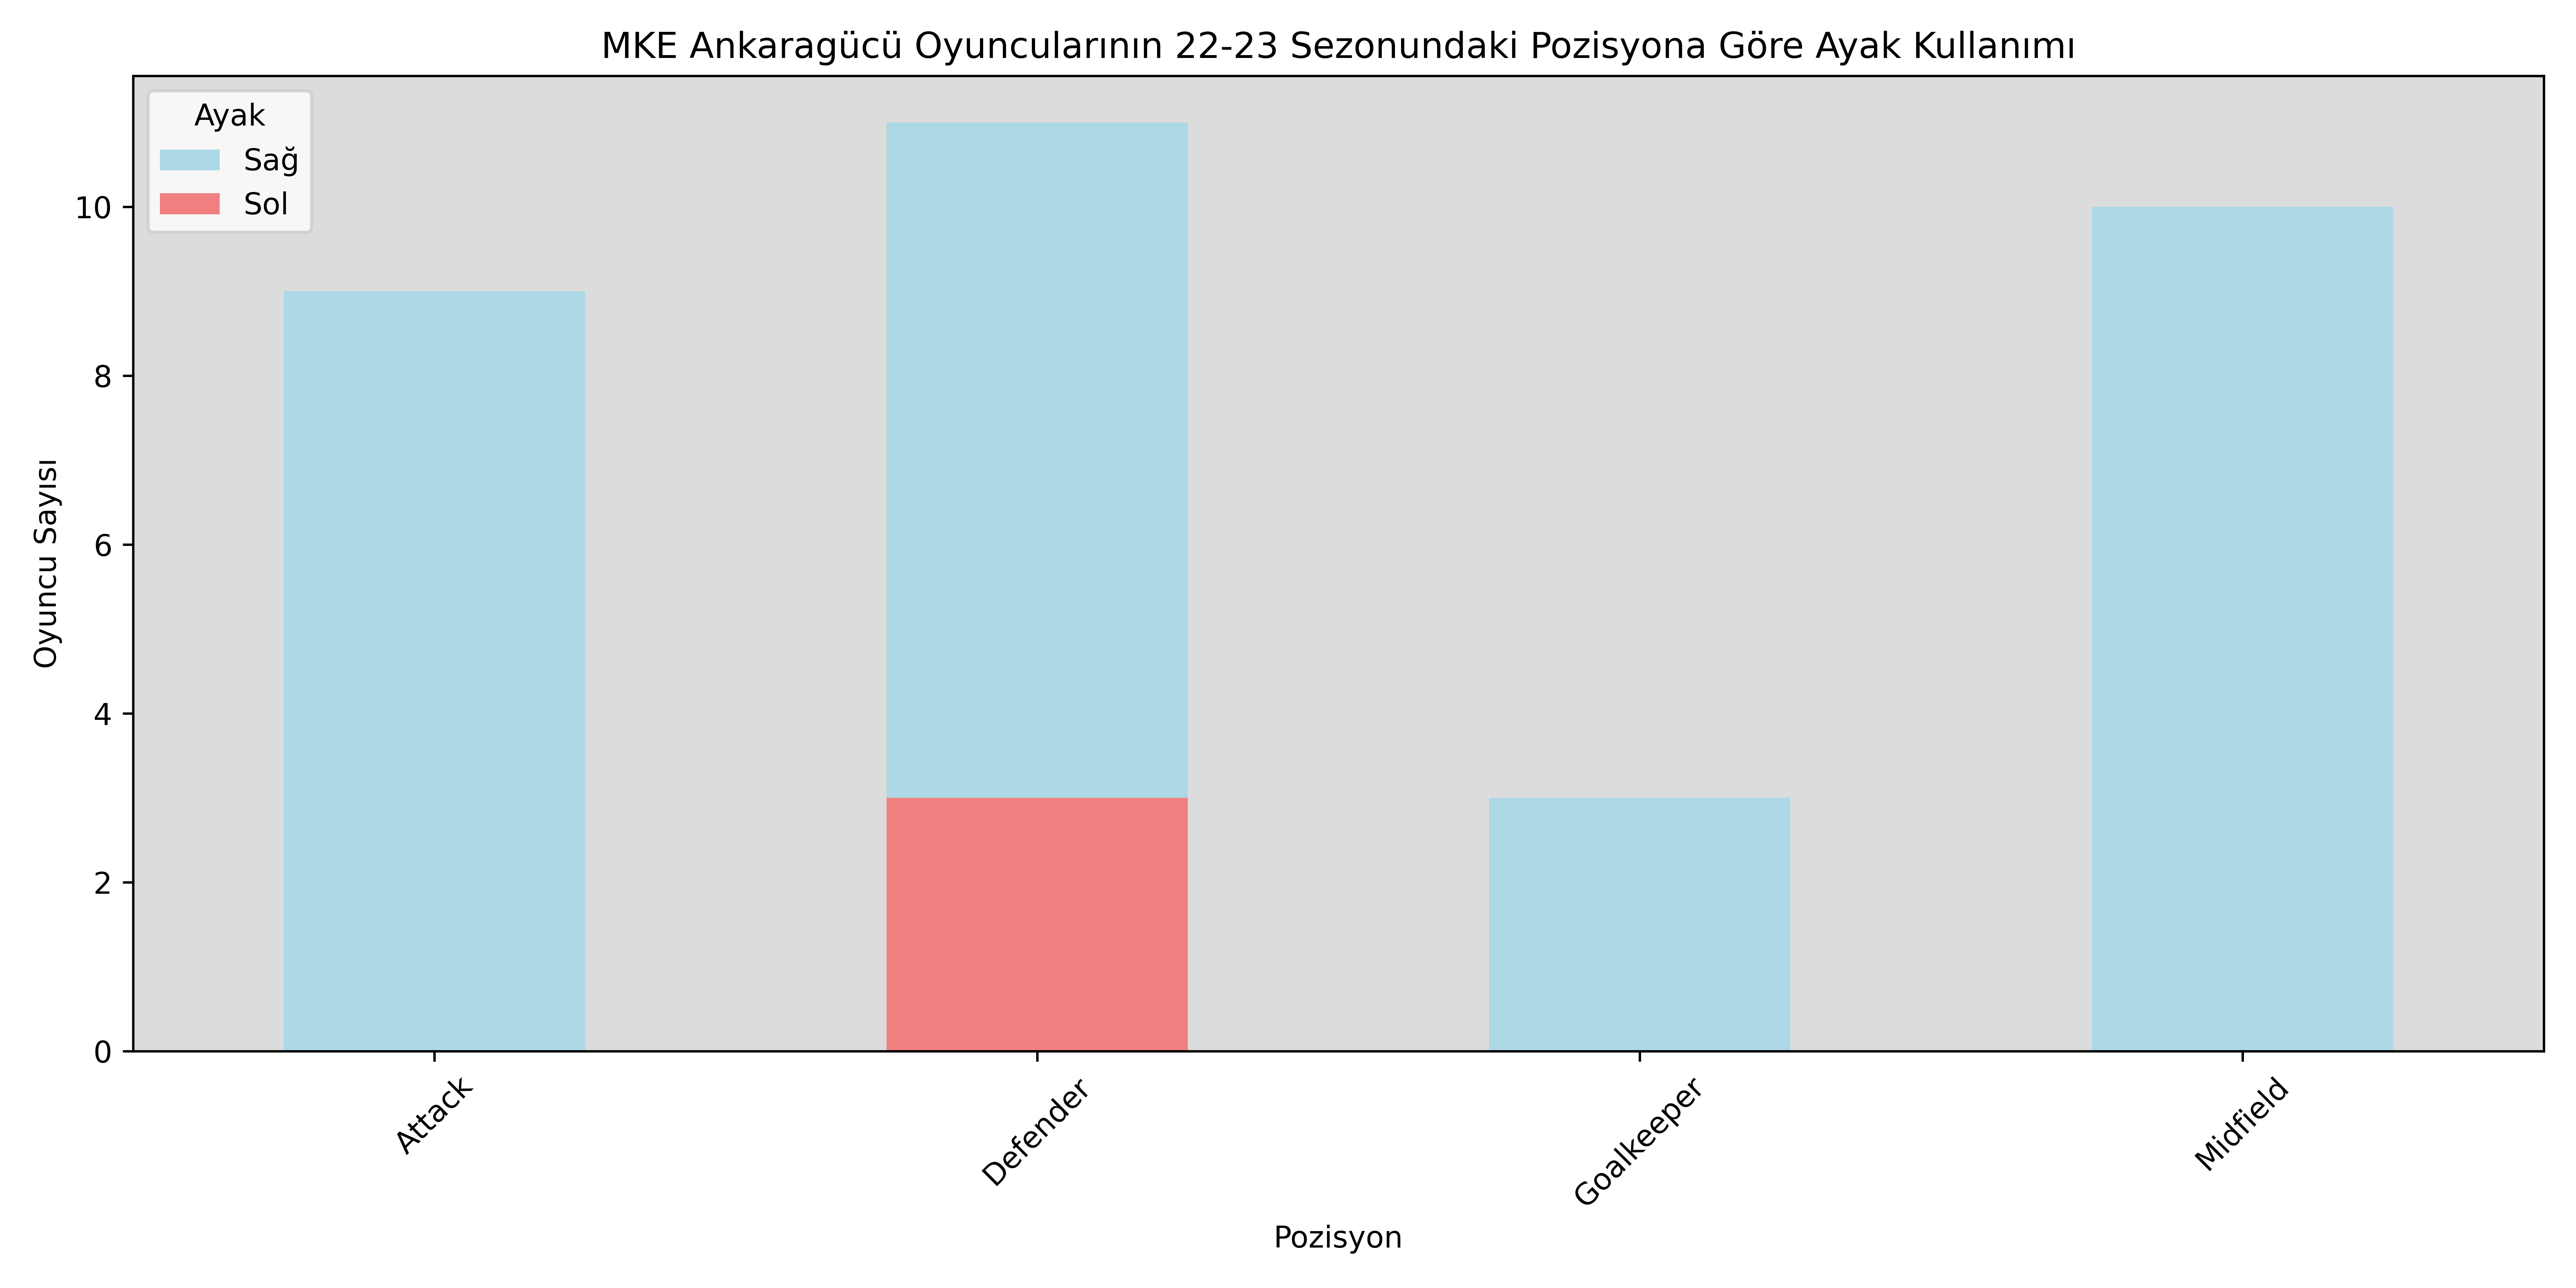 MKE Ankaragücü Oyuncularının 22-23 Sezonundaki Pozisyona Göre Ayak Kullanımı
Ayak
Sağ
Sol
10
8
6
4
2
0
Oyuncu Sayısı
Attack
Defender
Goalkeeper
Midfield
Pozisyon